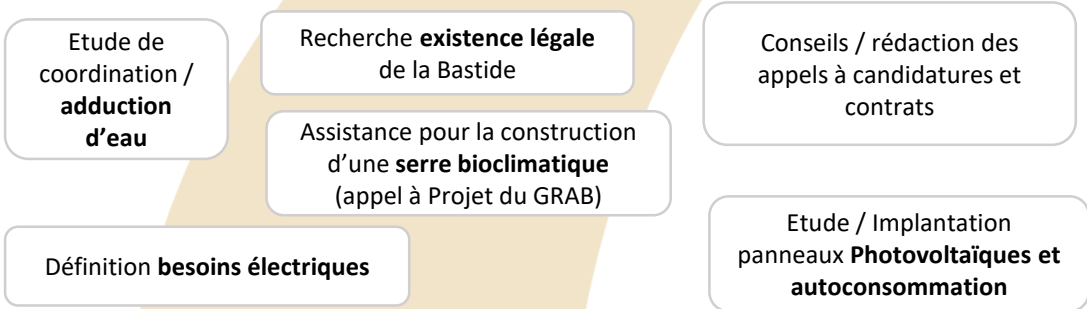 Etude de
coordination /
adduction
d'eau
Recherche existence légale
de la Bastide
Conseils / rédaction des
appels à candidatures et
contrats
Assistance pour la construction
d'une serre bioclimatique
(appel à Projet du GRAB)
Définition besoins électriques
Etude / Implantation
panneaux Photovoltaïques et
autoconsommation